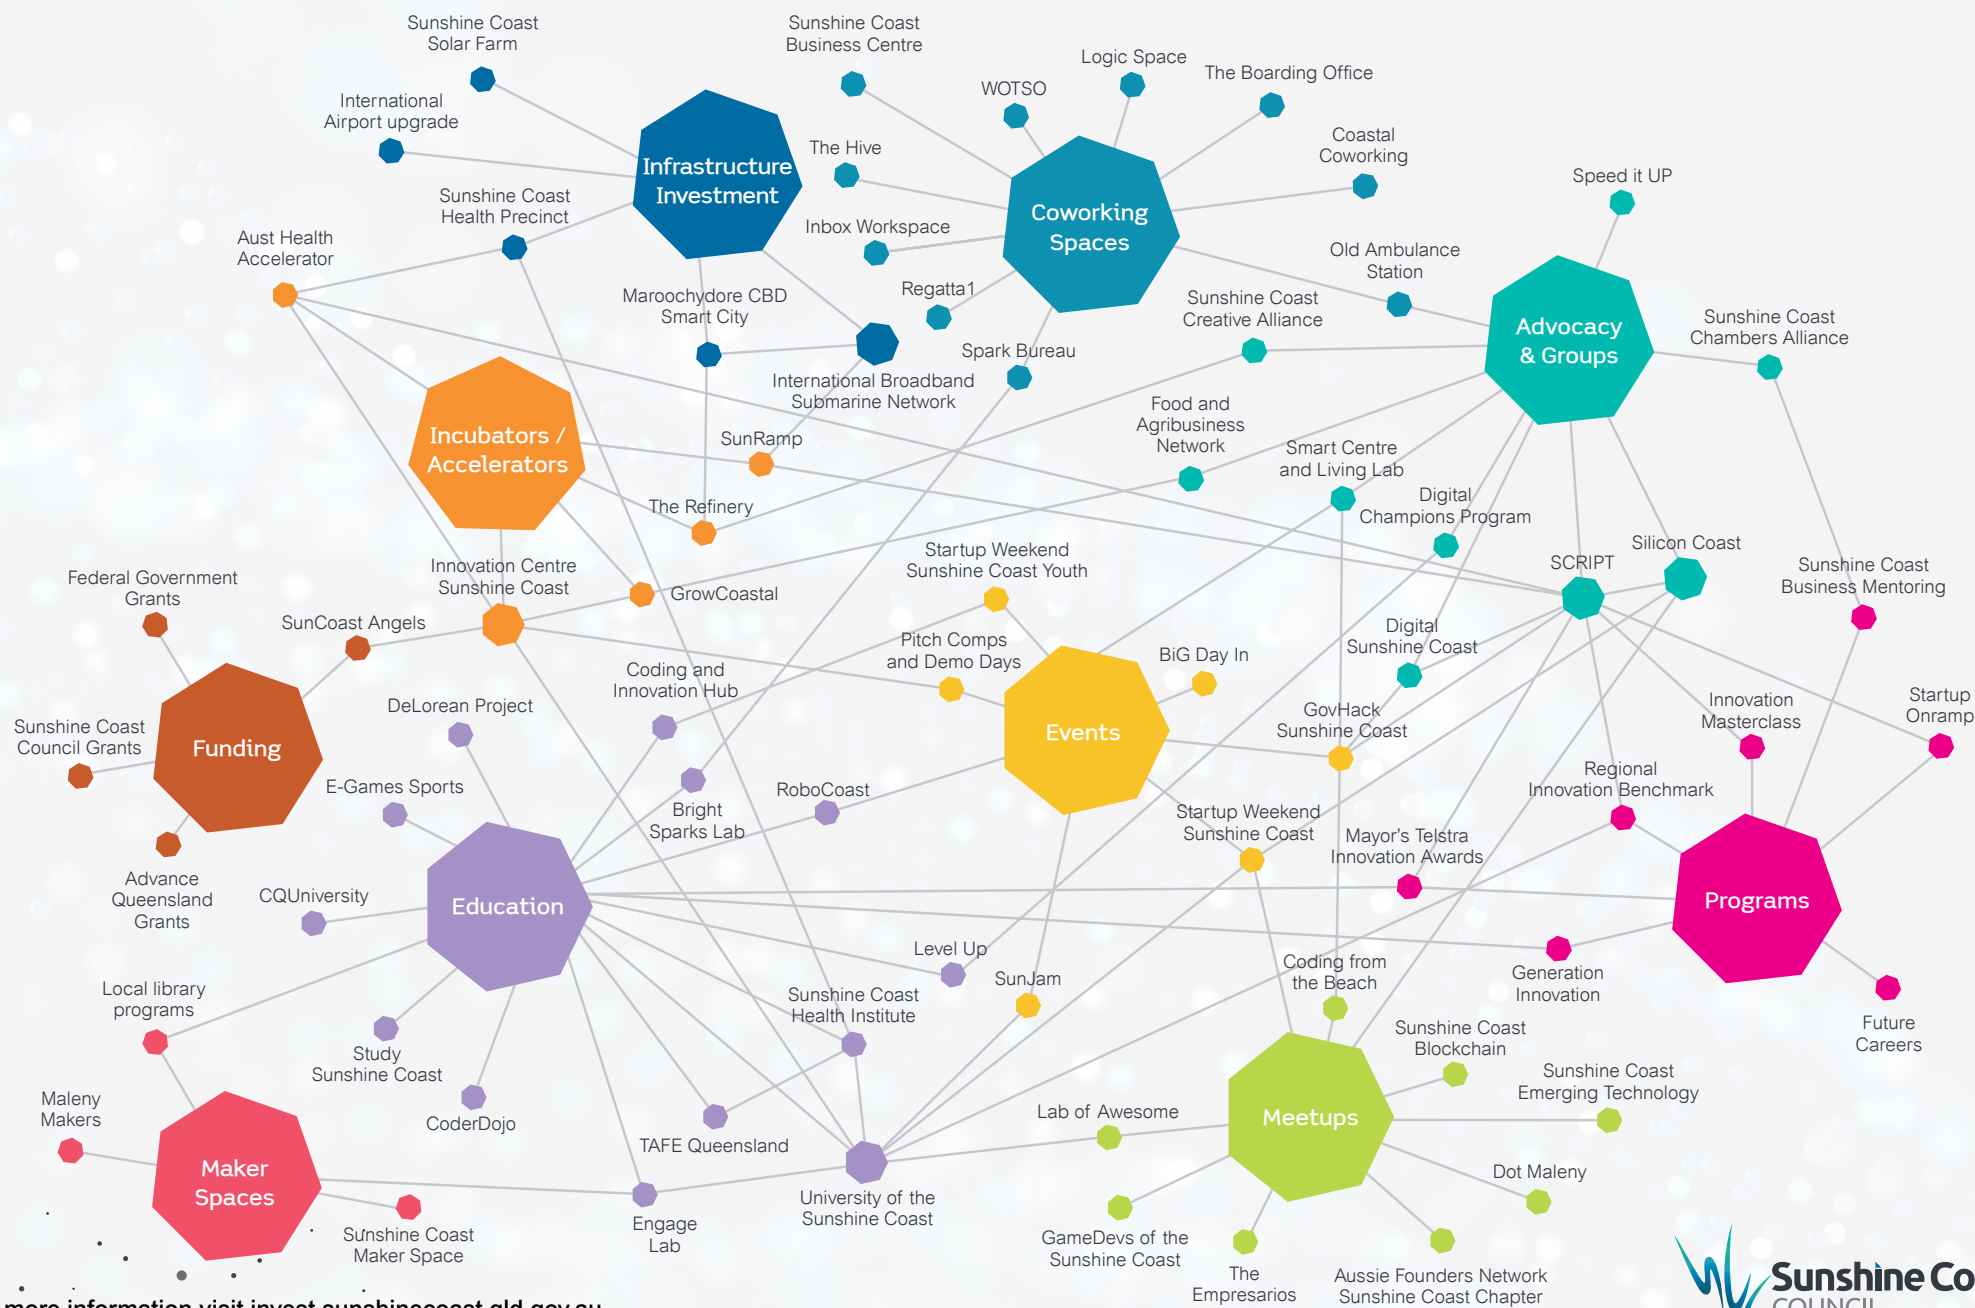 Sunshine Coast
Solar Farm
Sunshine Coast
Business Centre
Logic Space
The Boarding Office
WOTSO
International
Airport upgrade
Infrastructure
Investment
The Hive
Coastal
Coworking
Speed it UP
Sunshine Coast
Health Precinct
Coworking
Spaces
Inbox Workspace
Aust Health
Accelerator
Old Ambulance
Station
Maroochydore CBD
Smart City
Regatta1
Sunshine Coast
Creative Alliance
Advocacy
& Groups
Sunshine Coast
Chambers Alliance
Spark Bureau
International Broadband
Submarine Network
Food and
Agribusiness
Network
Incubators /
Accelerators
SunRamp
Smart Centre
and Living Lab
The Refinery
Digital
Champions Program
Innovation Centre
Sunshine Coast
Startup Weekend
Sunshine Coast Youth
SCRIPT
Silicon Coast
Sunshine Coast
Business Mentoring
Federal Government
Grants
SunCoast Angels
GrowCoastal
Pitch Comps
and Demo Days
BiG Day In
Digital
Sunshine Coast
Coding and
Innovation Hub
DeLorean Project
Sunshine Coast
Council Grants
Funding
Events
GovHack
Sunshine Coast
Innovation
Masterclass
Startup
Onramp
E-Games Sports
Bright
Sparks Lab
RoboCoast
Regional
Innovation Benchmark
Startup Weekend
Sunshine Coast
Mayor's Telstra
Innovation Awards
Advance
Queensland
Grants
CQUniversity
Education
Programs
Level Up
SunJam
Coding from
the Beach
Generation
Innovation
Local library
programs
Sunshine Coast
Health Institute
Future
Careers
Study
Sunshine Coast
Sunshine Coast
Blockchain
Sunshine Coast
Emerging Technology
Maleny
Makers
CoderDojo
TAFE Queensland
Lab of Awesome
Meetups
Maker
Spaces
Dot Maleny
University of the
Sunshine Coast
Engage
Lab
Sunshine Coast
Maker Space
GameDevs of the
Sunshine Coast
The
Empresarios
Aussie Founders Network
Sunshine Coast Chapter
Sunshine Co
COUNCIL
more information visit invest.sunshinecoast.qld.gov.au